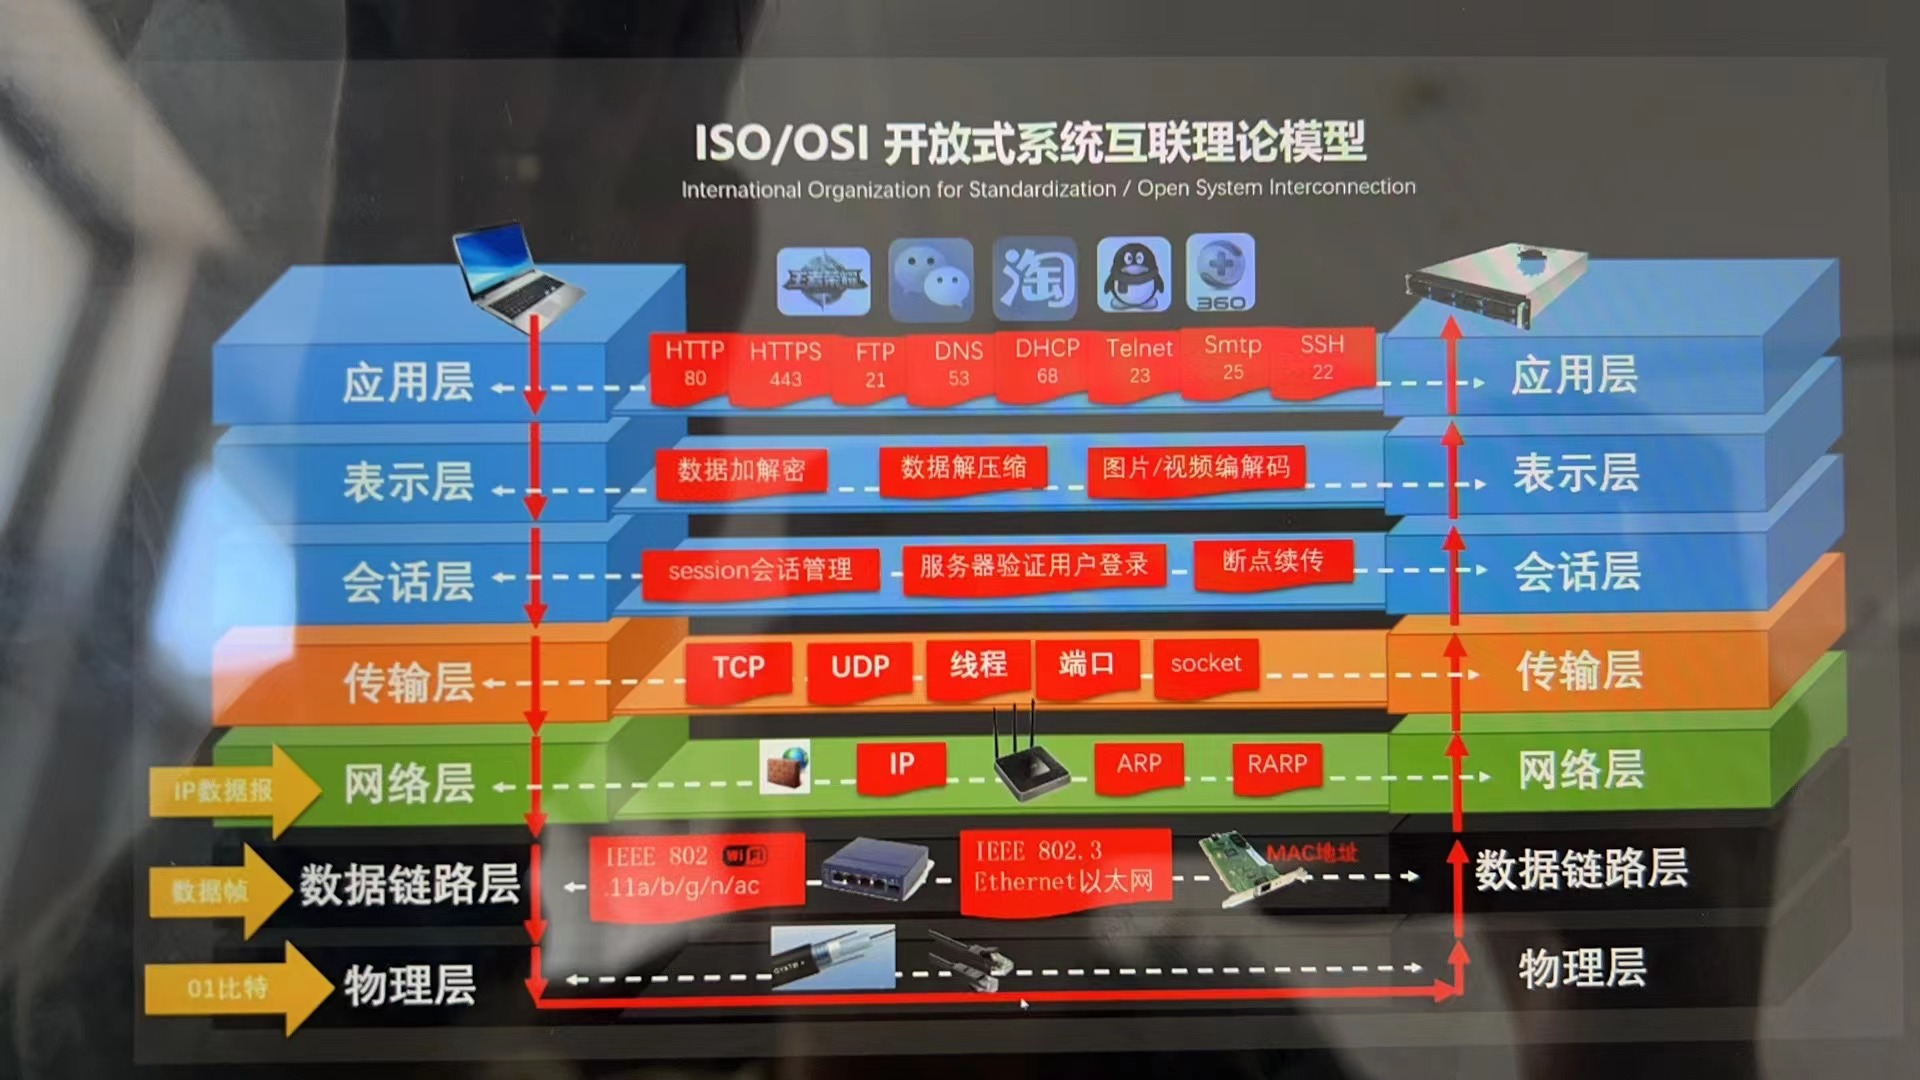 ISO/OSI 开放式系统互联理论模型
International Organization for Standardization / Open System Interconnection
王者荣耀
淘
360
HTTP
80
HTTPS
443
FTP
21
DNS
53
DHCP
68
Telnet
23
Smtp
25
SSH
22
应用层
应用层
表示层
数据加解密
数据解压缩
图片/视频编解码
表示层
会话层
session会话管理
服务器验证用户登录
断点续传
会话层
传输层
TCP
UDP
线程
端口
socket
传输层
IP数据报
网络层
IP
ARP
RARP
网络层
数据帧
数据链路层
IEEE 802 WiFi
.11a/b/g/n/ac
IEEE 802.3
Ethernet以太网
MAC地址
数据链路层
01比特
物理层
物理层